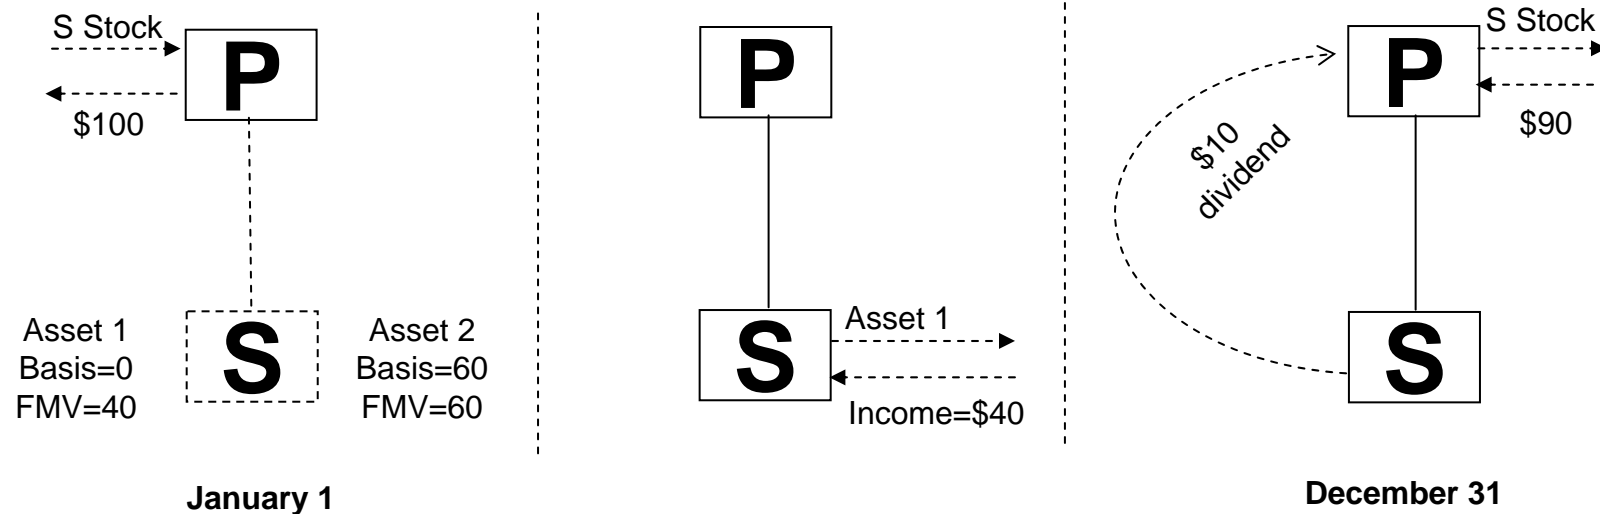 S Stock
P
$100
Asset 1
Basis=0
FMV=40
S
Asset 2
Basis=60
FMV=60
January 1
P
S
Asset 1
Income=$40
S Stock
P
$90
$10
dividend
S
December 31